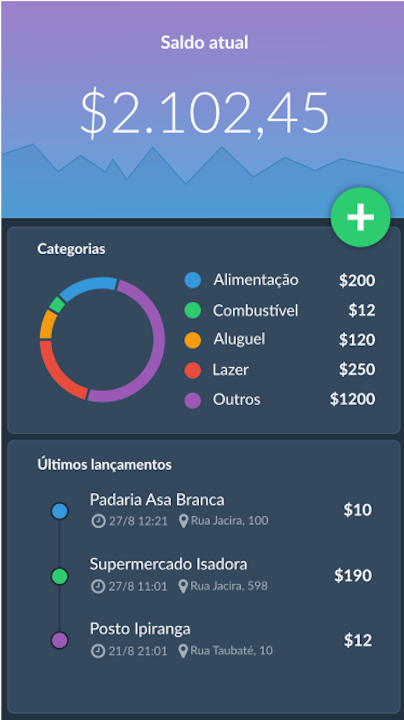 Saldo atual
$2.102,45
Categorias
Alimentação $200
Combustível $12
Aluguel $120
Lazer $250
Outros $1200
Últimos lançamentos
Padaria Asa Branca
27/8 12:21 Rua Jacira, 100
$10
Supermercado Isadora
27/8 11:01 Rua Jacira, 598
$190
Posto Ipiranga
21/8 21:01 Rua Taubaté, 10
$12